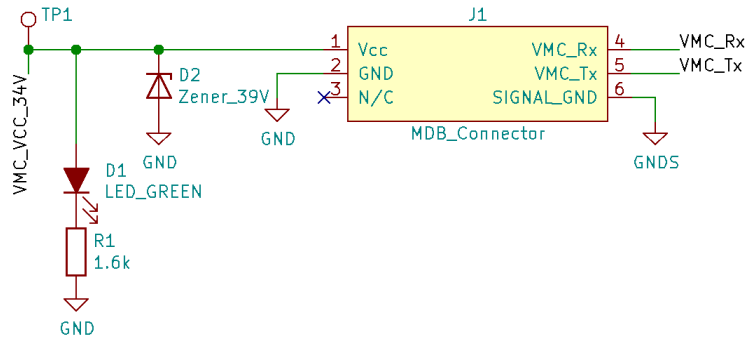 TP1
J1
1 Vcc VMC_Rx 4 VMC_Rx
2 GND VMC_Tx 5 VMC_Tx
3 N/C SIGNAL_GND 6
D2
Zener_39V
MDB_Connector
GND
GND
GNDS
VMC_VCC_34V
D1
LED_GREEN
R1
1.6k
GND